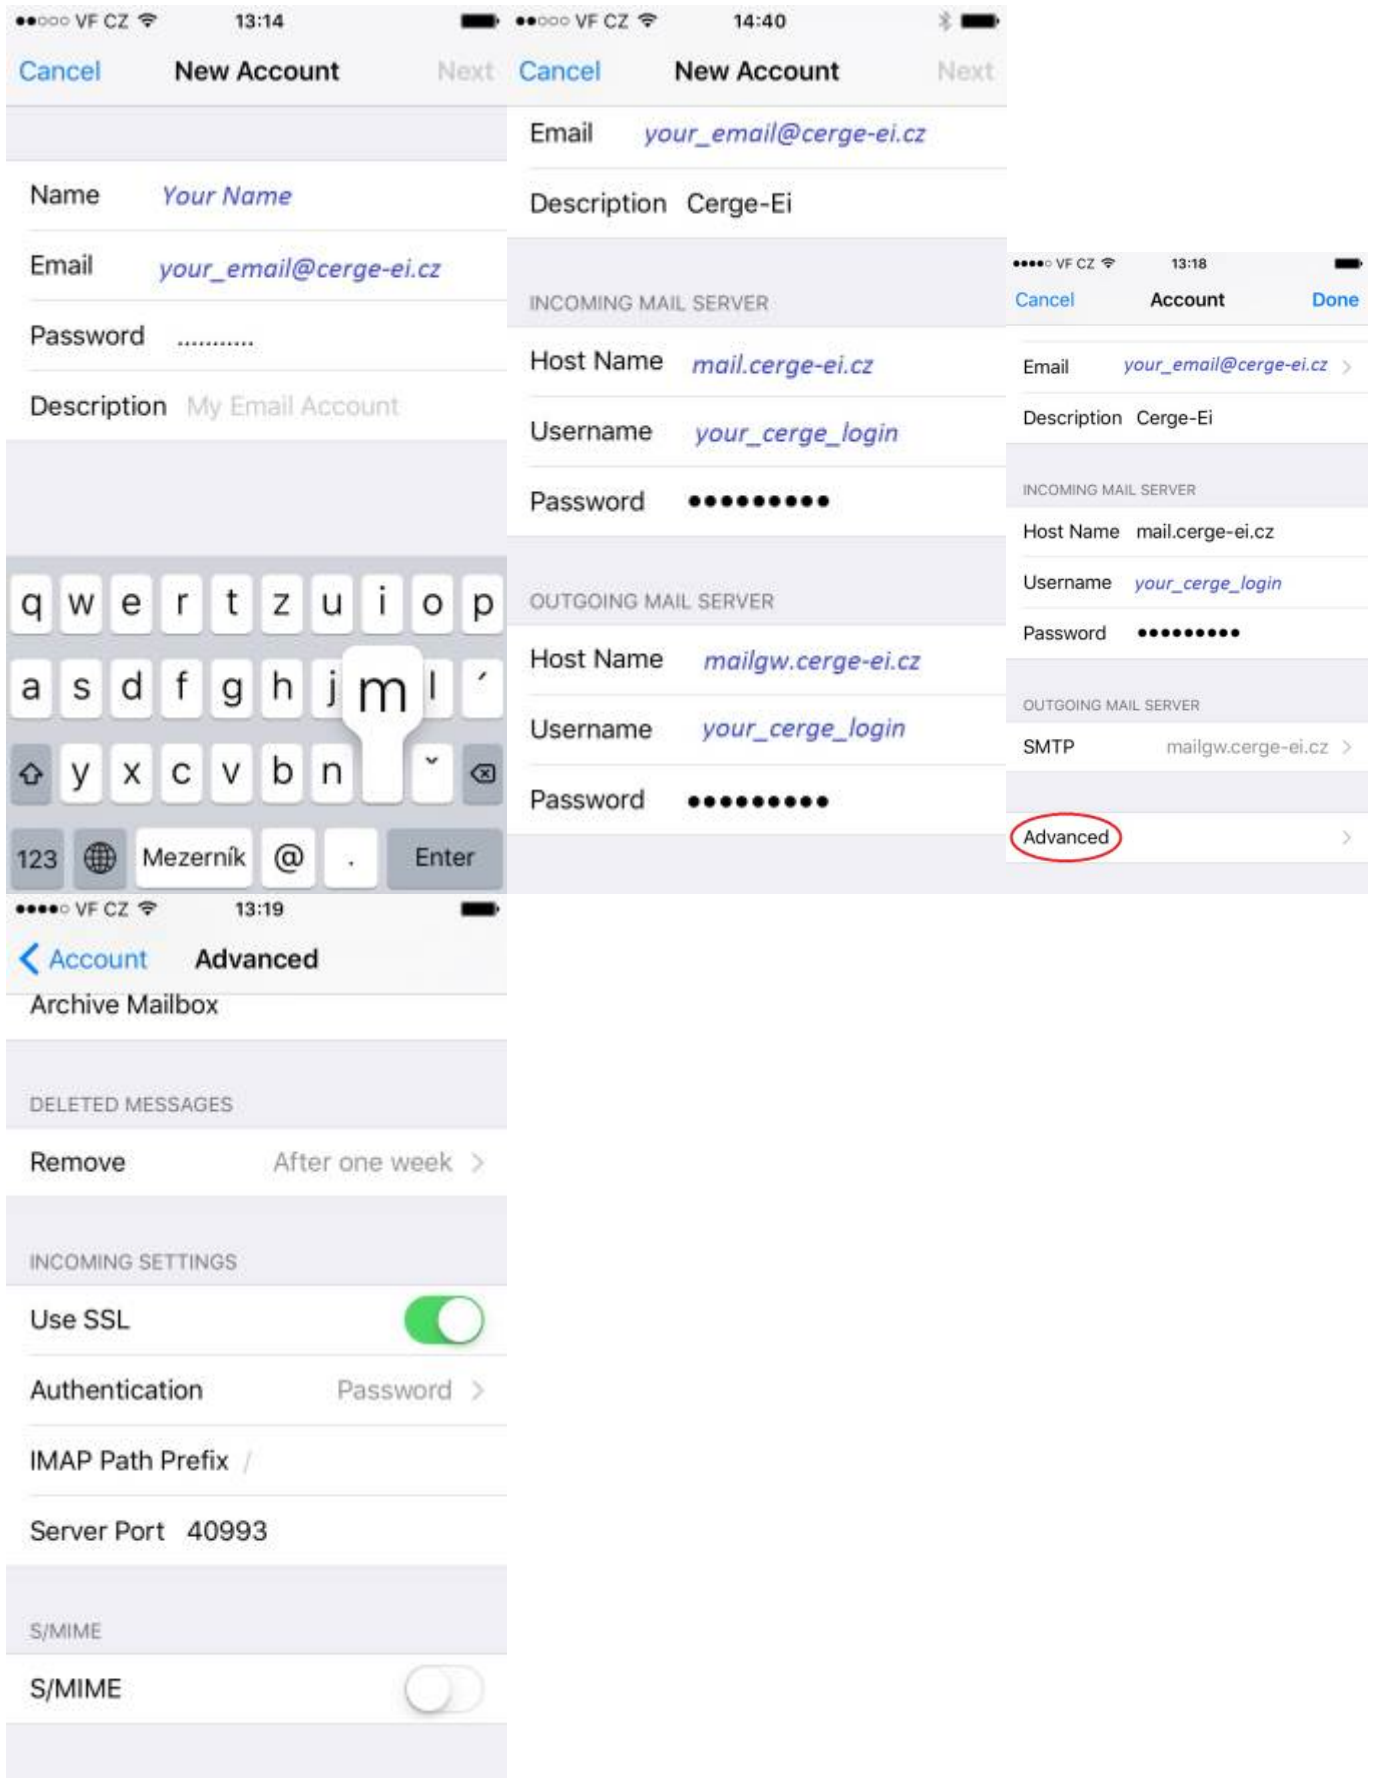 VF CZ 13:14
Cancel New Account Next
Name Your Name
Email your_email@cerge-ei.cz
Password ...........
Description My Email Account
q w e r t z u i o p
a s d f g h j m l ´
y x c v b n ˇ
123 Mezerník @ . Enter
VF CZ 14:40
Cancel New Account Next
Email your_email@cerge-ei.cz
Description Cerge-Ei
INCOMING MAIL SERVER
Host Name mail.cerge-ei.cz
Username your_cerge_login
Password ●●●●●●●●●
OUTGOING MAIL SERVER
Host Name mailgw.cerge-ei.cz
Username your_cerge_login
Password ●●●●●●●●●
VF CZ 13:18
Cancel Account Done
Email your_email@cerge-ei.cz >
Description Cerge-Ei
INCOMING MAIL SERVER
Host Name mail.cerge-ei.cz
Username your_cerge_login
Password ●●●●●●●●●
OUTGOING MAIL SERVER
SMTP mailgw.cerge-ei.cz >
Advanced >
VF CZ 13:19
< Account Advanced
Archive Mailbox
DELETED MESSAGES
Remove After one week >
INCOMING SETTINGS
Use SSL
Authentication Password >
IMAP Path Prefix /
Server Port 40993
S/MIME
S/MIME